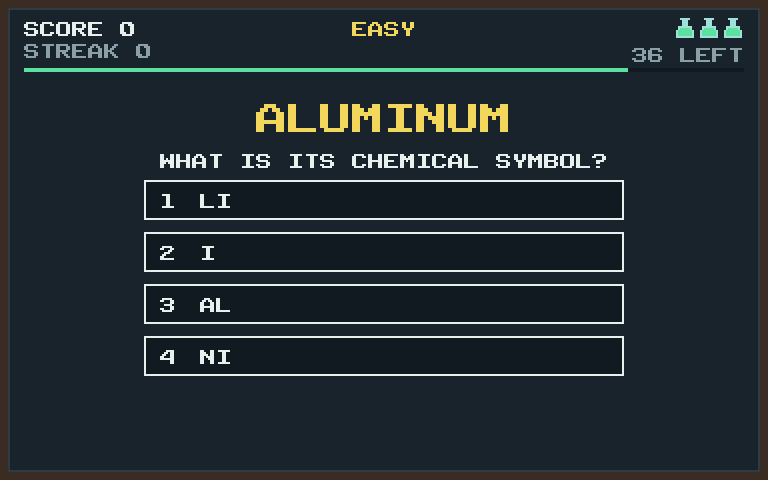 SCORE 0
EASY
STREAK 0
36 LEFT
ALUMINUM
WHAT IS ITS CHEMICAL SYMBOL?
1 LI
2 I
3 AL
4 NI